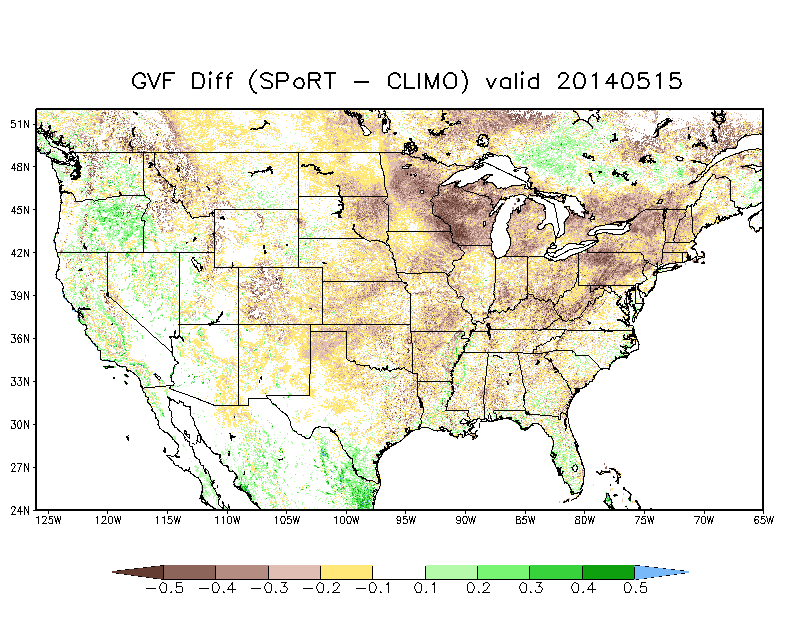 GVF Diff (SPoRT – CLIMO) valid 20140515
51N
48N
45N
42N
39N
36N
33N
30N
27N
24N
125W 120W 115W 110W 105W 100W 95W 90W 85W 80W 75W 70W 65W
−0.5 −0.4 −0.3 −0.2 −0.1 0.1 0.2 0.3 0.4 0.5